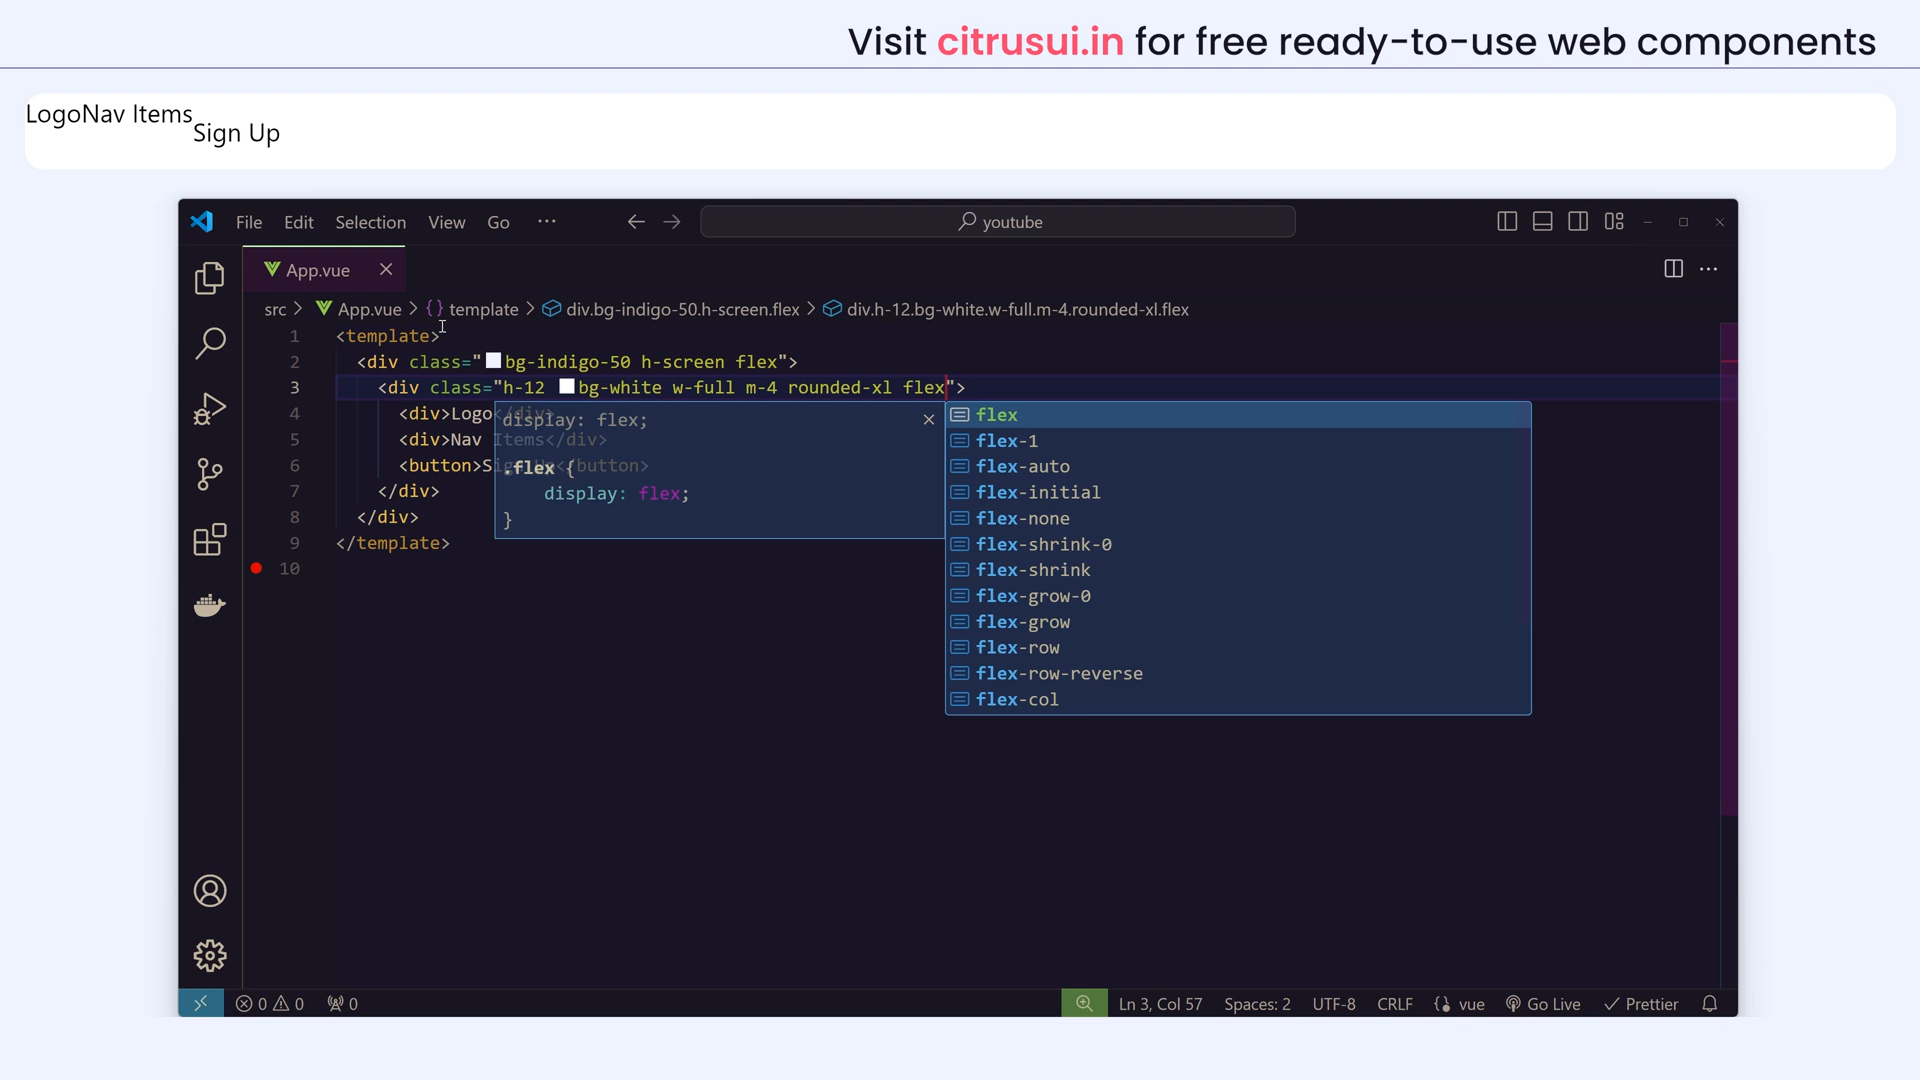 Visit citrusui.in for free ready-to-use web components
LogoNav Items
Sign Up
File Edit Selection View Go ··· youtube
App.vue
src > App.vue > {} template > div.bg-indigo-50.h-screen.flex > div.h-12.bg-white.w-full.m-4.rounded-xl.flex
1 <template>
2 <div class="bg-indigo-50 h-screen flex">
3 <div class="h-12 bg-white w-full m-4 rounded-xl flex">
4 <div>Logo</div>
5 <div>Nav Items</div>
6 <button>Sign Up</button>
7 </div>
8 </div>
9 </template>
10
display: flex;
.flex {
display: flex;
}
flex
flex-1
flex-auto
flex-initial
flex-none
flex-shrink-0
flex-shrink
flex-grow-0
flex-grow
flex-row
flex-row-reverse
flex-col
0 0 0 Ln 3, Col 57 Spaces: 2 UTF-8 CRLF vue Go Live Prettier